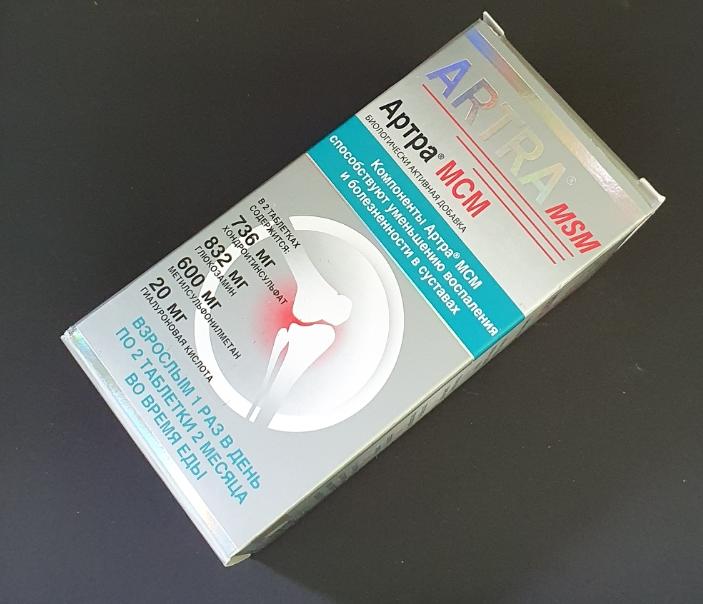 ARTRA® MSM
Артра® МСМ
БИОЛОГИЧЕСКИ АКТИВНАЯ ДОБАВКА
Компоненты Артра® МСМ
способствуют уменьшению воспаления
и болезненности в суставах
В 2 ТАБЛЕТКАХ
СОДЕРЖИТСЯ:
736 МГ
ХОНДРОИТИНСУЛЬФАТ
832 МГ
ГЛЮКОЗАМИН
600 МГ
МЕТИЛСУЛЬФОНИЛМЕТАН
20 МГ
ГИАЛУРОНОВАЯ КИСЛОТА
ВЗРОСЛЫМ 1 РАЗ В ДЕНЬ
ПО 2 ТАБЛЕТКИ 2 МЕСЯЦА
ВО ВРЕМЯ ЕДЫ